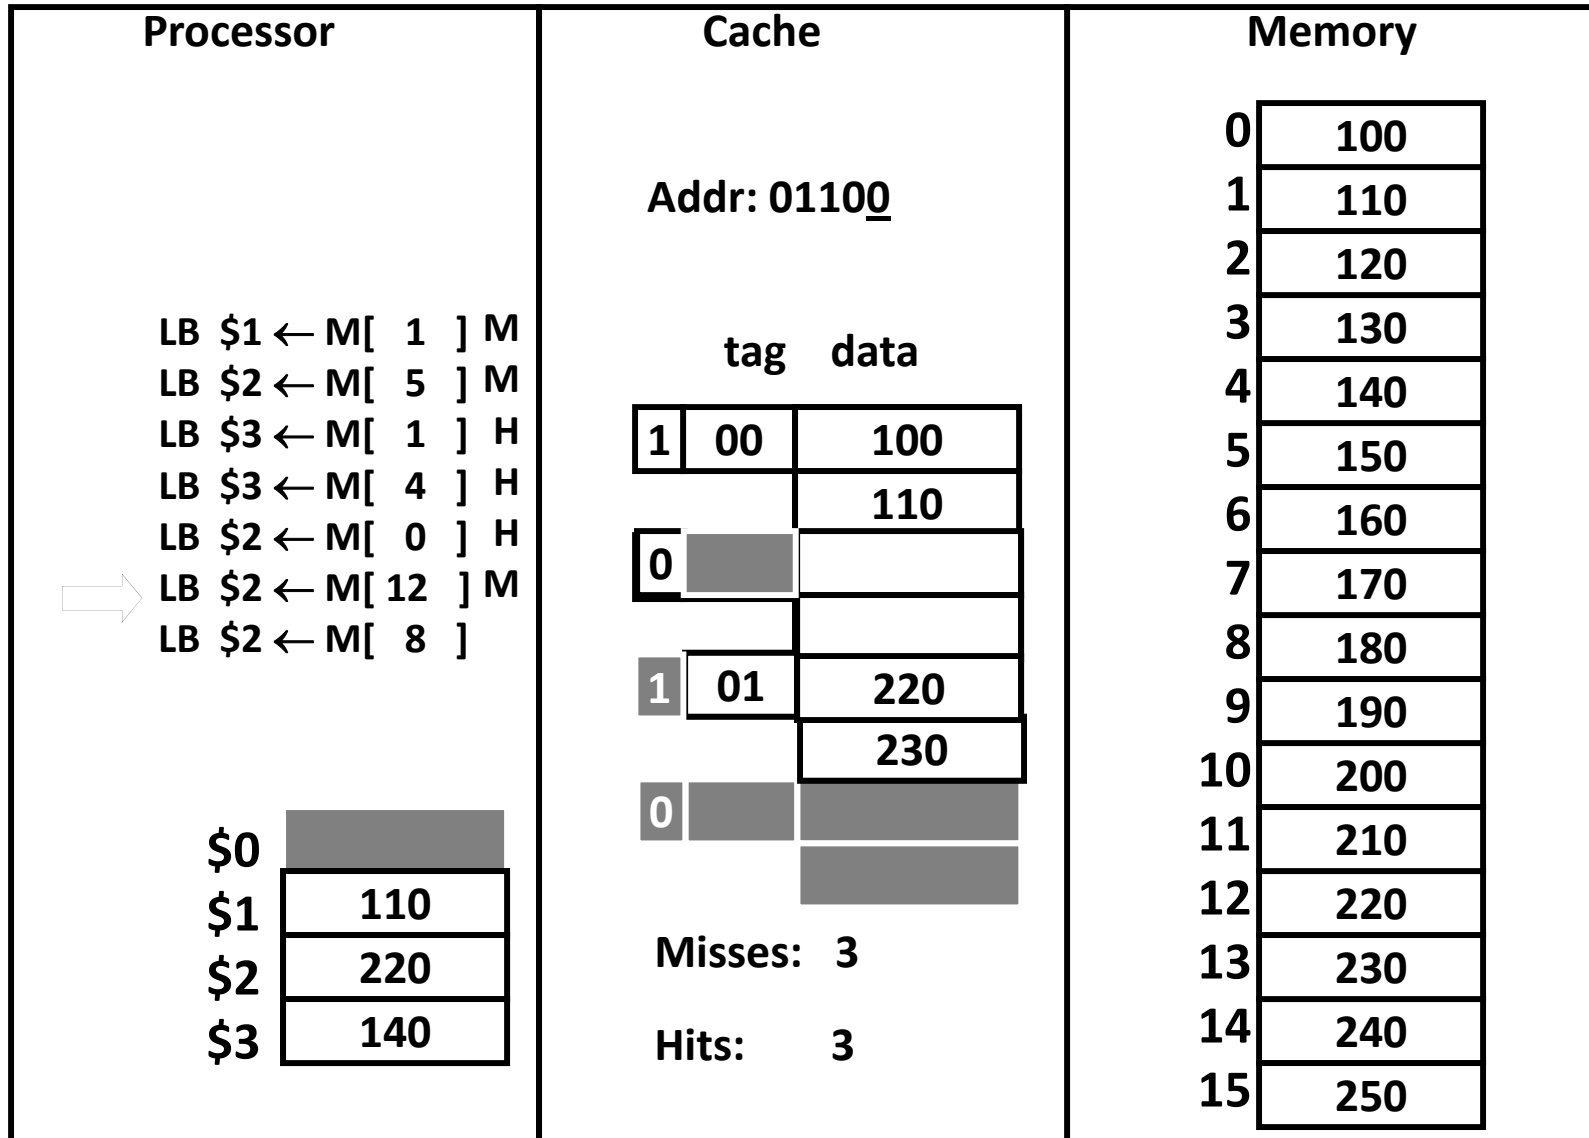 Processor
LB $1 ← M[ 1 ] M
LB $2 ← M[ 5 ] M
LB $3 ← M[ 1 ] H
LB $3 ← M[ 4 ] H
LB $2 ← M[ 0 ] H
LB $2 ← M[ 12 ] M
LB $2 ← M[ 8 ]
$0
$1 110
$2 220
$3 140
Cache
Addr: 01100
tag data
1 00 100
110
0
1 01 220
230
0
Misses: 3
Hits: 3
Memory
0 100
1 110
2 120
3 130
4 140
5 150
6 160
7 170
8 180
9 190
10 200
11 210
12 220
13 230
14 240
15 250